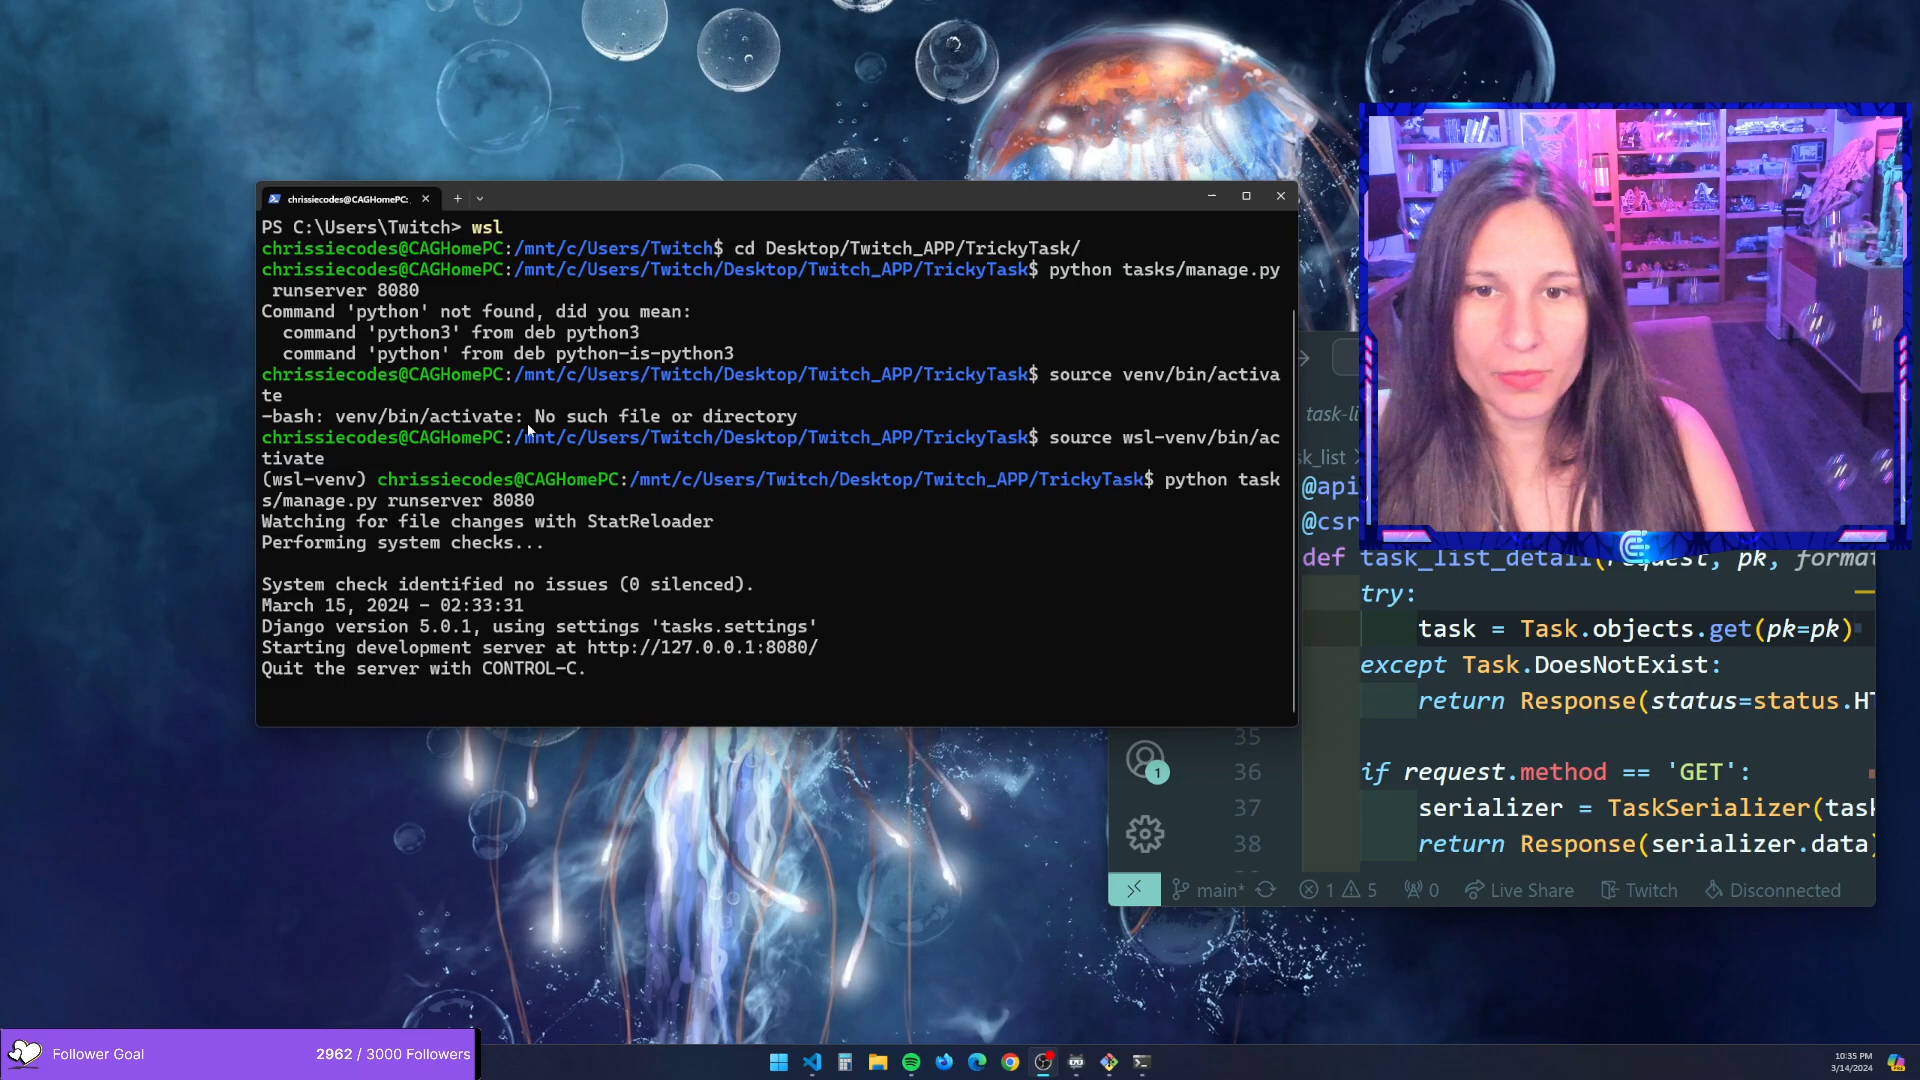 chrissiecodes@CAGHomePC:
PS C:\Users\Twitch> wsl
chrissiecodes@CAGHomePC:/mnt/c/Users/Twitch$ cd Desktop/Twitch_APP/TrickyTask/
chrissiecodes@CAGHomePC:/mnt/c/Users/Twitch/Desktop/Twitch_APP/TrickyTask$ python tasks/manage.py
runserver 8080
Command 'python' not found, did you mean:
command 'python3' from deb python3
command 'python' from deb python-is-python3
chrissiecodes@CAGHomePC:/mnt/c/Users/Twitch/Desktop/Twitch_APP/TrickyTask$ source venv/bin/activa
te
-bash: venv/bin/activate: No such file or directory
chrissiecodes@CAGHomePC:/mnt/c/Users/Twitch/Desktop/Twitch_APP/TrickyTask$ source wsl-venv/bin/ac
tivate
(wsl-venv) chrissiecodes@CAGHomePC:/mnt/c/Users/Twitch/Desktop/Twitch_APP/TrickyTask$ python task
s/manage.py runserver 8080
Watching for file changes with StatReloader
Performing system checks...
System check identified no issues (0 silenced).
March 15, 2024 - 02:33:31
Django version 5.0.1, using settings 'tasks.settings'
Starting development server at http://127.0.0.1:8080/
Quit the server with CONTROL-C.
task-li
sk_list >
@api
@csr
def task_list_detail(request, pk, format
try:
task = Task.objects.get(pk=pk)
except Task.DoesNotExist:
return Response(status=status.HT
35
36 if request.method == 'GET':
37 serializer = TaskSerializer(task
38 return Response(serializer.data)
1
main* 1 5 0 Live Share Twitch Disconnected
Follower Goal 2962 / 3000 Followers
10:35 PM
3/14/2024